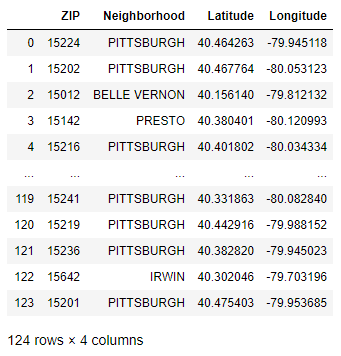 ZIP Neighborhood Latitude Longitude
0 15224 PITTSBURGH 40.464263 -79.945118
1 15202 PITTSBURGH 40.467764 -80.053123
2 15012 BELLE VERNON 40.156140 -79.812132
3 15142 PRESTO 40.380401 -80.120993
4 15216 PITTSBURGH 40.401802 -80.034334
... ... ... ... ...
119 15241 PITTSBURGH 40.331863 -80.082840
120 15219 PITTSBURGH 40.442916 -79.988152
121 15236 PITTSBURGH 40.382820 -79.945023
122 15642 IRWIN 40.302046 -79.703196
123 15201 PITTSBURGH 40.475403 -79.953685
124 rows × 4 columns